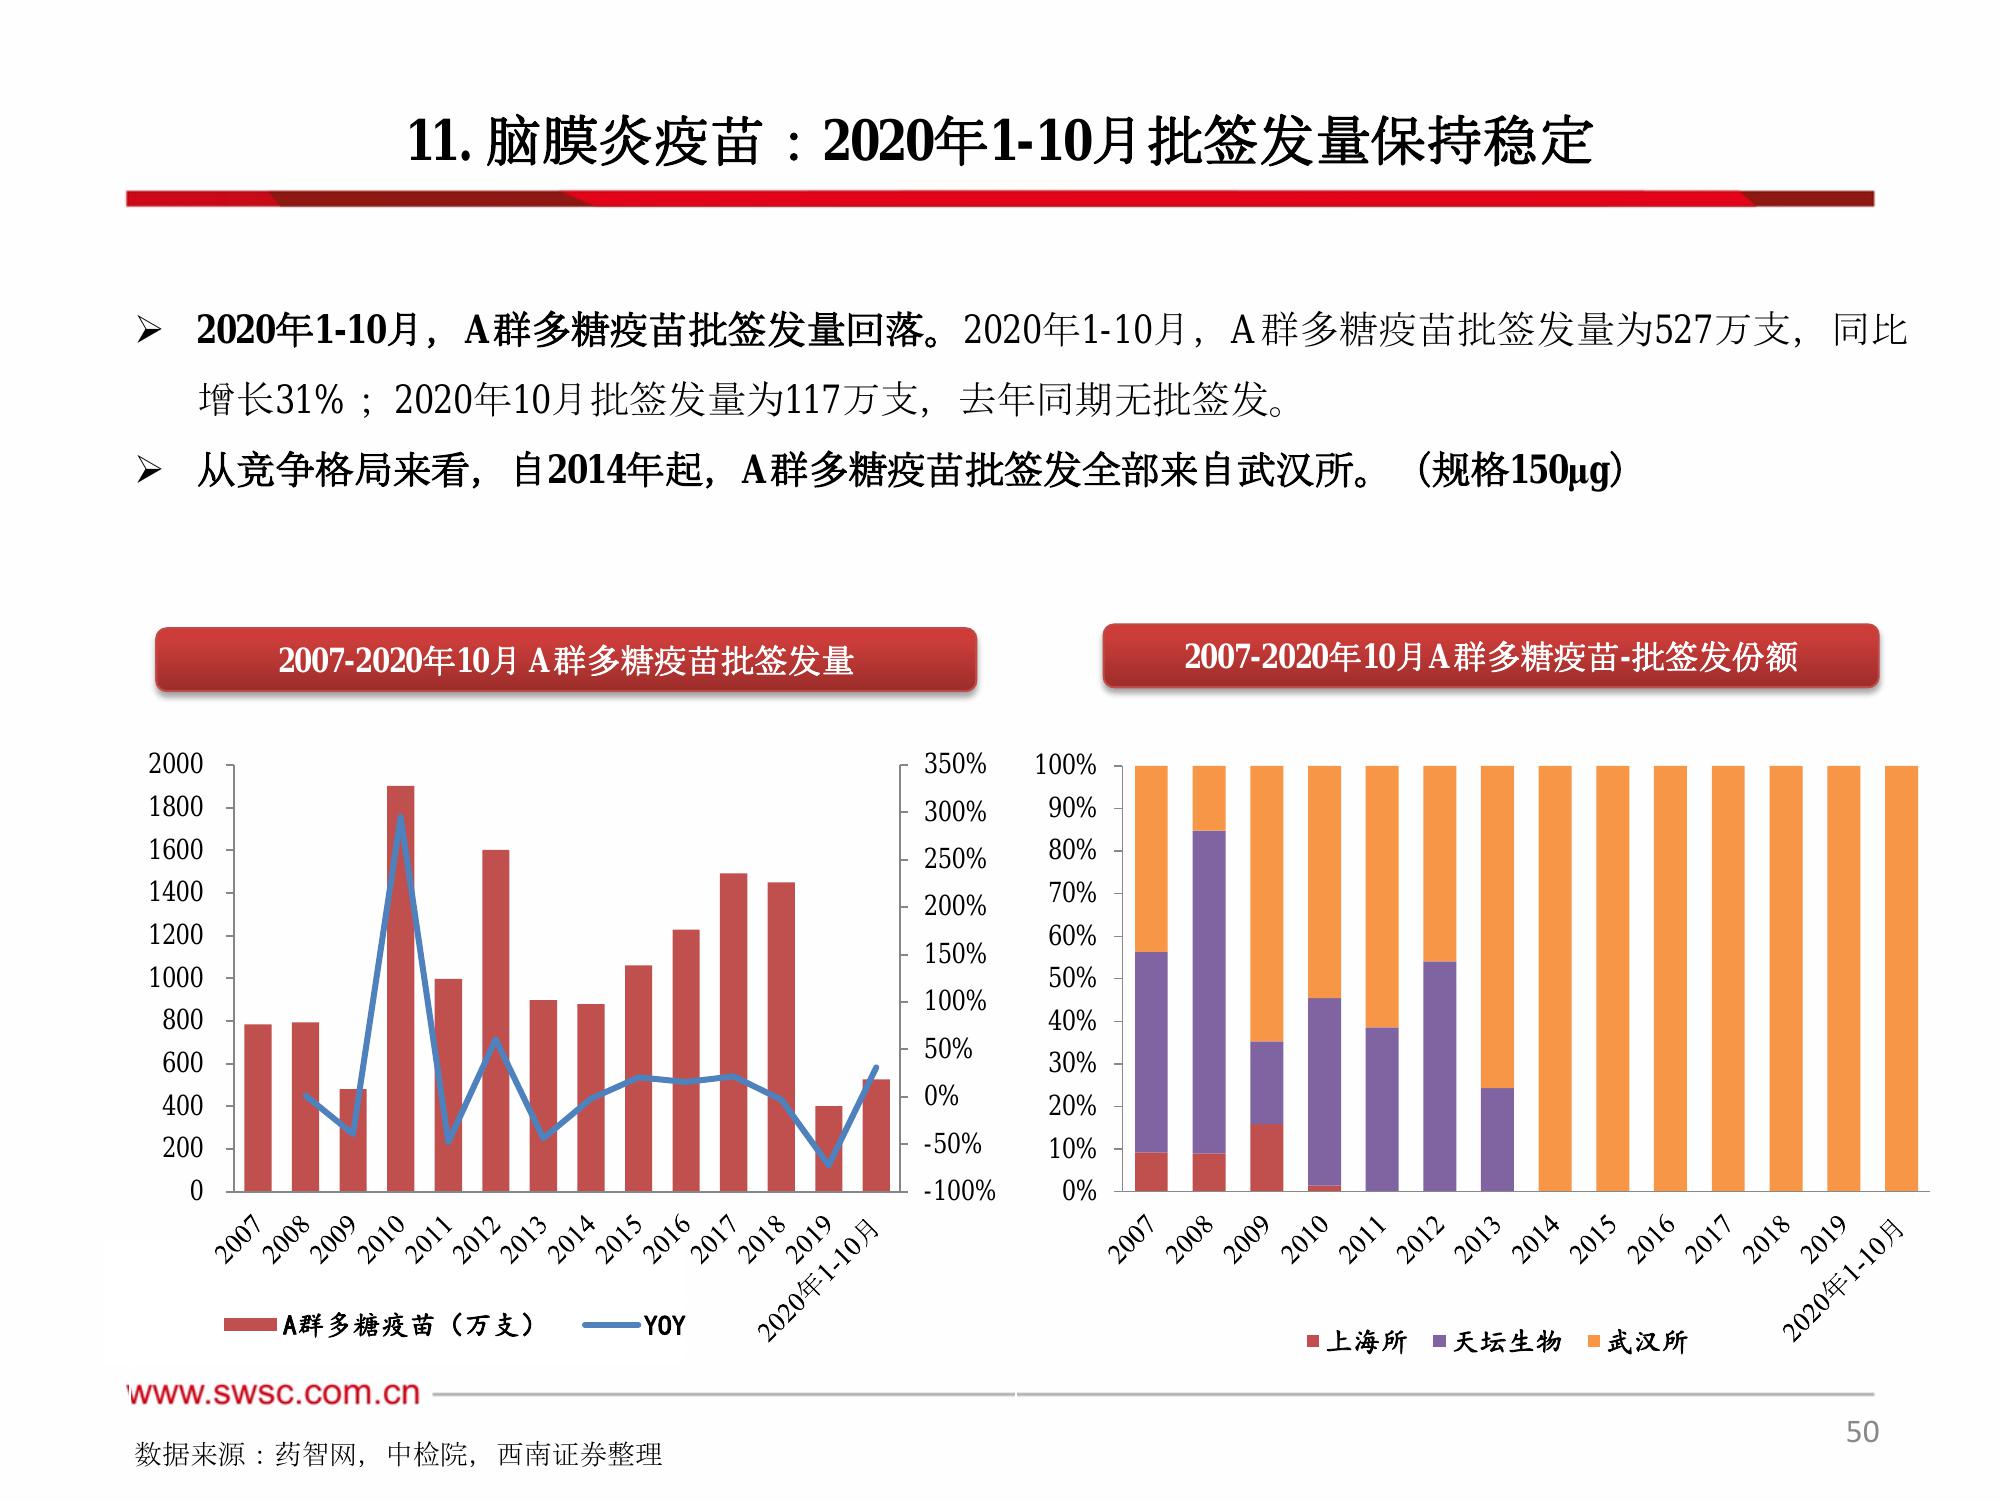 11. 脑膜炎疫苗：2020年1-10月批签发量保持稳定
➢ 2020年1-10月，A群多糖疫苗批签发量回落。2020年1-10月，A群多糖疫苗批签发量为527万支，同比
增长31%；2020年10月批签发量为117万支，去年同期无批签发。
➢ 从竞争格局来看，自2014年起，A群多糖疫苗批签发全部来自武汉所。（规格150μg）
2007-2020年10月 A群多糖疫苗批签发量
2000
1800
1600
1400
1200
1000
800
600
400
200
0
350%
300%
250%
200%
150%
100%
50%
0%
-50%
-100%
2007 2008 2009 2010 2011 2012 2013 2014 2015 2016 2017 2018 2019 2020年1-10月
A群多糖疫苗（万支） YOY
2007-2020年10月A群多糖疫苗-批签发份额
100%
90%
80%
70%
60%
50%
40%
30%
20%
10%
0%
2007 2008 2009 2010 2011 2012 2013 2014 2015 2016 2017 2018 2019 2020年1-10月
上海所 天坛生物 武汉所
www.swsc.com.cn
50
数据来源：药智网，中检院，西南证券整理